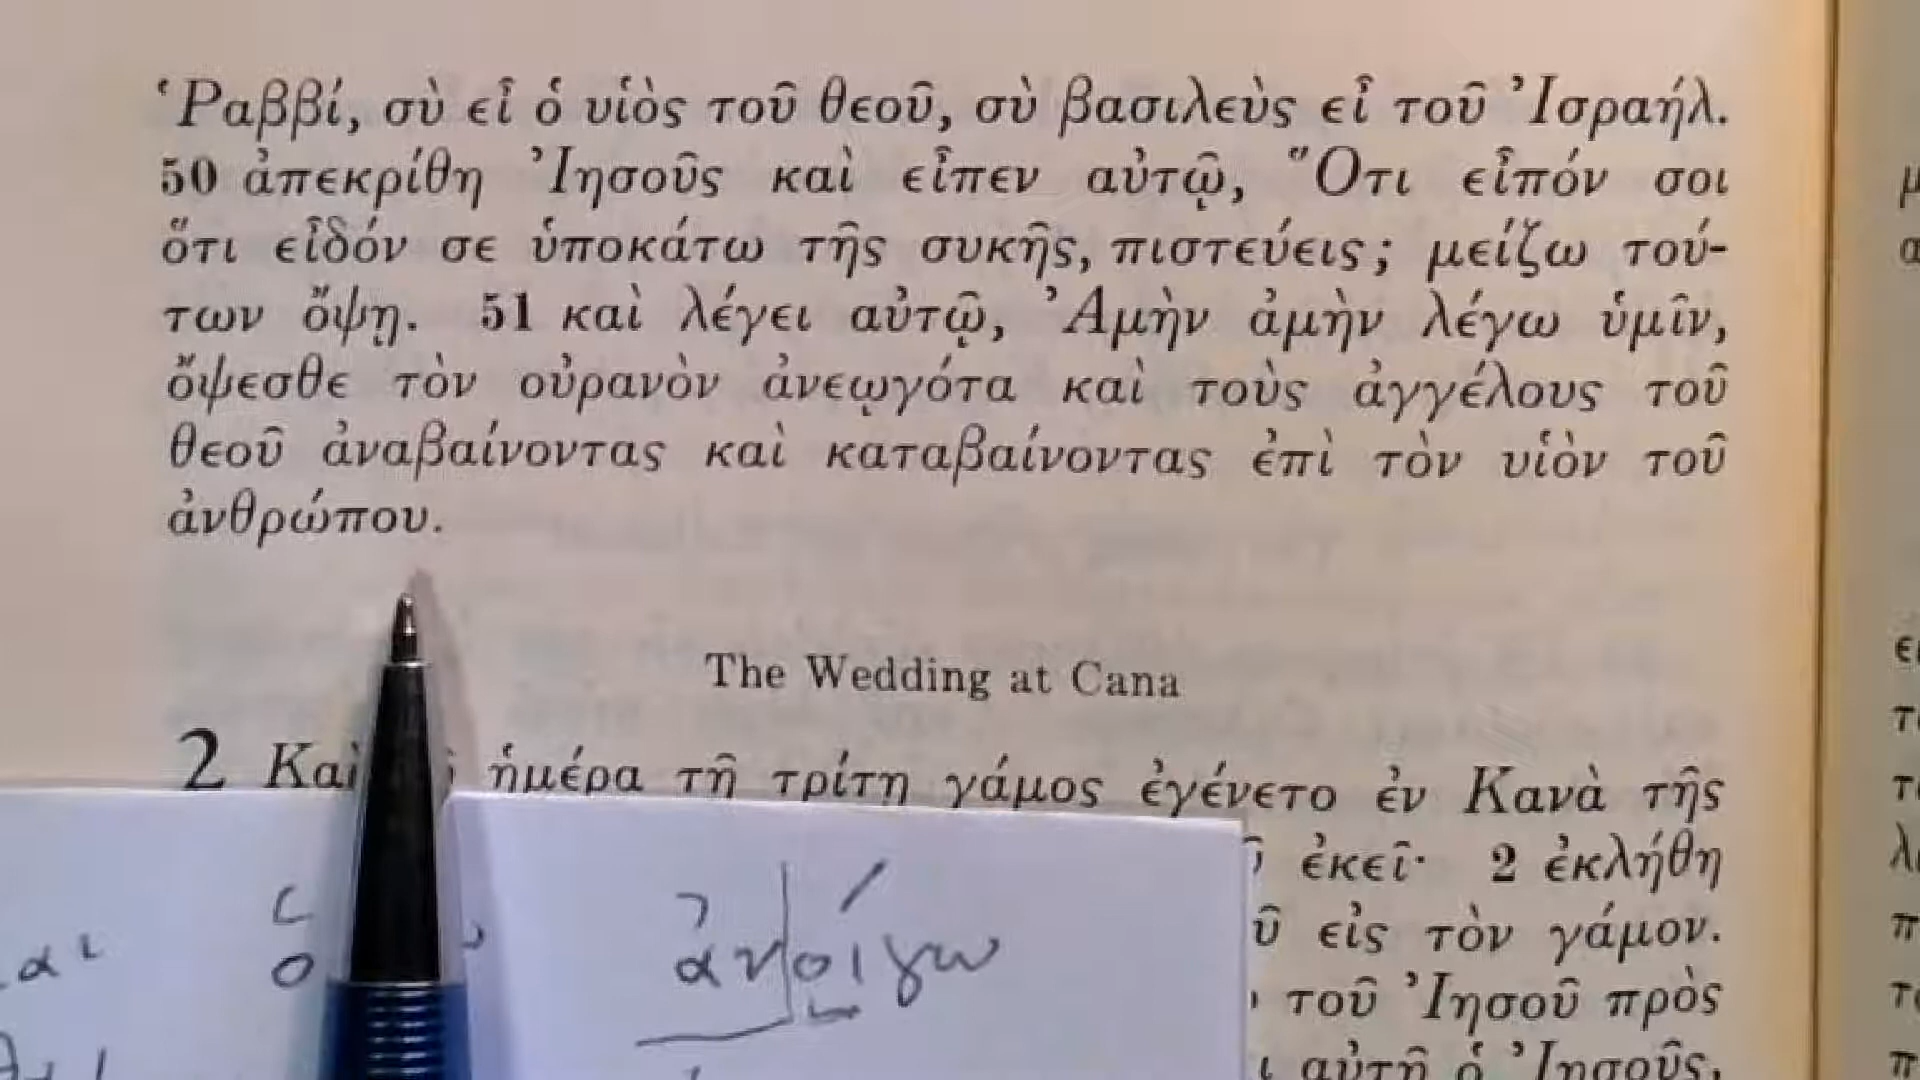 Ῥαββί, σὺ εἶ ὁ υἱὸς τοῦ θεοῦ, σὺ βασιλεὺς εἶ τοῦ Ἰσραήλ.
50 ἀπεκρίθη Ἰησοῦς καὶ εἶπεν αὐτῷ, Ὅτι εἶπόν σοι
ὅτι εἶδόν σε ὑποκάτω τῆς συκῆς, πιστεύεις; μείζω τού-
των ὄψῃ. 51 καὶ λέγει αὐτῷ, Ἀμὴν ἀμὴν λέγω ὑμῖν,
ὄψεσθε τὸν οὐρανὸν ἀνεῳγότα καὶ τοὺς ἀγγέλους τοῦ
θεοῦ ἀναβαίνοντας καὶ καταβαίνοντας ἐπὶ τὸν υἱὸν τοῦ
ἀνθρώπου.
The Wedding at Cana
2 Καὶ ἡμέρᾳ τῇ τρίτῃ γάμος ἐγένετο ἐν Κανὰ τῆς
ἐκεῖ· 2 ἐκλήθη
εἰς τὸν γάμον.
τοῦ Ἰησοῦ πρὸς
αὐτῇ ὁ Ἰησοῦς,
ἀνοίγω